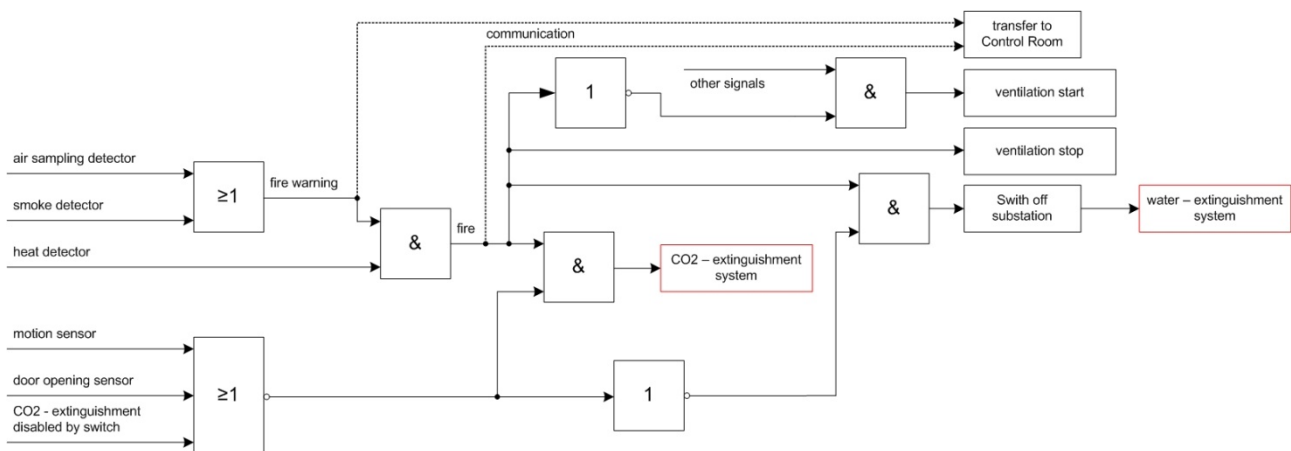 transfer to
Control Room
communication
1
other signals
&
ventilation start
ventilation stop
air sampling detector
≥1
fire warning
smoke detector
heat detector
&
fire
&
Swith off
substation
water – extinguishment
system
&
CO2 – extinguishment
system
motion sensor
door opening sensor
CO2 - extinguishment
disabled by switch
≥1
1